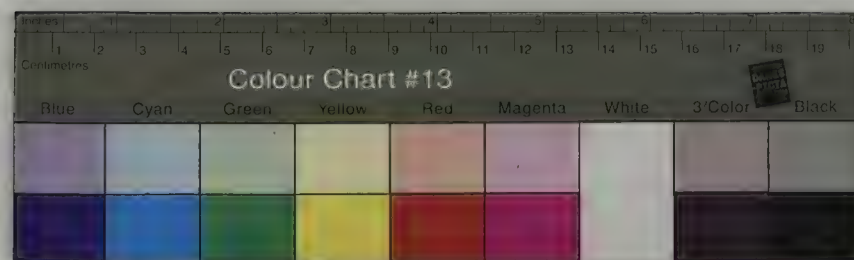 Inches 1 2 3 4 5 6 7 8
1 2 3 4 5 6 7 8 9 10 11 12 13 14 15 16 17 18 19
Centimetres
Colour Chart #13
Blue Cyan Green Yellow Red Magenta White 3/Color Black